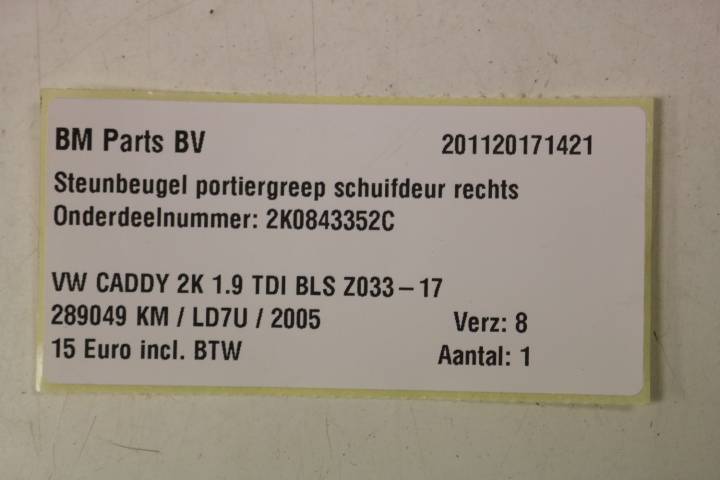 BM Parts BV 201120171421
Steunbeugel portiergreep schuifdeur rechts
Onderdeelnummer: 2K0843352C
VW CADDY 2K 1.9 TDI BLS Z033-17
289049 KM / LD7U / 2005 Verz: 8
15 Euro incl. BTW Aantal: 1